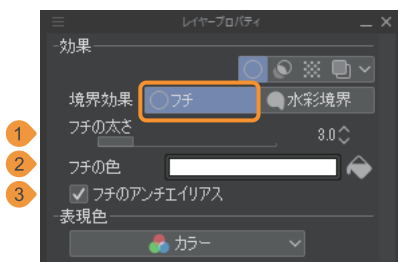 レイヤープロパティ
効果
境界効果 フチ 水彩境界
1 フチの太さ 3.0
2 フチの色
3 フチのアンチエイリアス
表現色
カラー